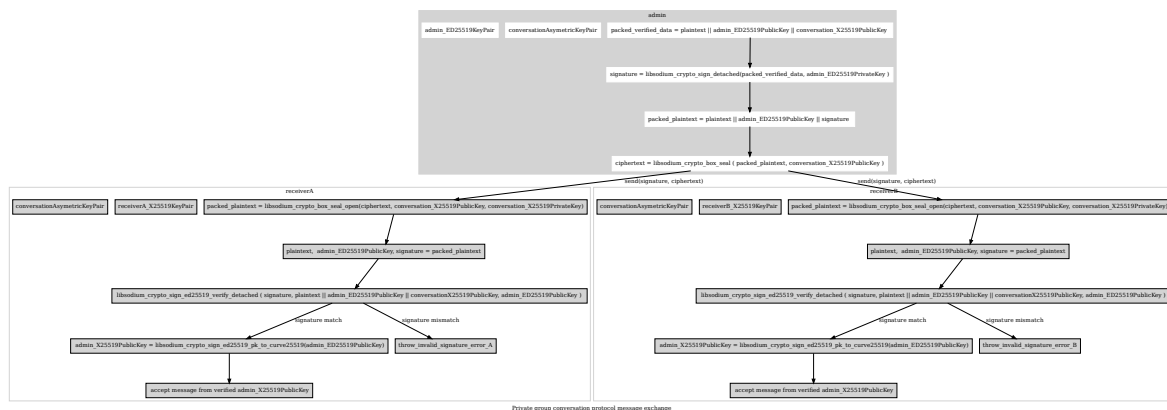 admin
admin_ED25519KeyPair
conversationAsymetricKeyPair
packed_verified_data = plaintext || admin_ED25519PublicKey || conversation_X25519PublicKey
signature = libsodium_crypto_sign_detached(packed_verified_data, admin_ED25519PrivateKey )
packed_plaintext = plaintext || admin_ED25519PublicKey || signature
ciphertext = libsodium_crypto_box_seal ( packed_plaintext, conversation_X25519PublicKey )
send(signature, ciphertext)
send(signature, ciphertext)
receiverA
conversationAsymetricKeyPair
receiverA_X25519KeyPair
packed_plaintext = libsodium_crypto_box_seal_open(ciphertext, conversation_X25519PublicKey, conversation_X25519PrivateKey)
plaintext, admin_ED25519PublicKey, signature = packed_plaintext
libsodium_crypto_sign_ed25519_verify_detached ( signature, plaintext || admin_ED25519PublicKey || conversationX25519PublicKey, admin_ED25519PublicKey )
signature match
signature mismatch
admin_X25519PublicKey = libsodium_crypto_sign_ed25519_pk_to_curve25519(admin_ED25519PublicKey)
throw_invalid_signature_error_A
accept message from verified admin_X25519PublicKey
receiverB
conversationAsymetricKeyPair
receiverB_X25519KeyPair
packed_plaintext = libsodium_crypto_box_seal_open(ciphertext, conversation_X25519PublicKey, conversation_X25519PrivateKey)
plaintext, admin_ED25519PublicKey, signature = packed_plaintext
libsodium_crypto_sign_ed25519_verify_detached ( signature, plaintext || admin_ED25519PublicKey || conversationX25519PublicKey, admin_ED25519PublicKey )
signature match
signature mismatch
admin_X25519PublicKey = libsodium_crypto_sign_ed25519_pk_to_curve25519(admin_ED25519PublicKey)
throw_invalid_signature_error_B
accept message from verified admin_X25519PublicKey
Private group conversation protocol message exchange